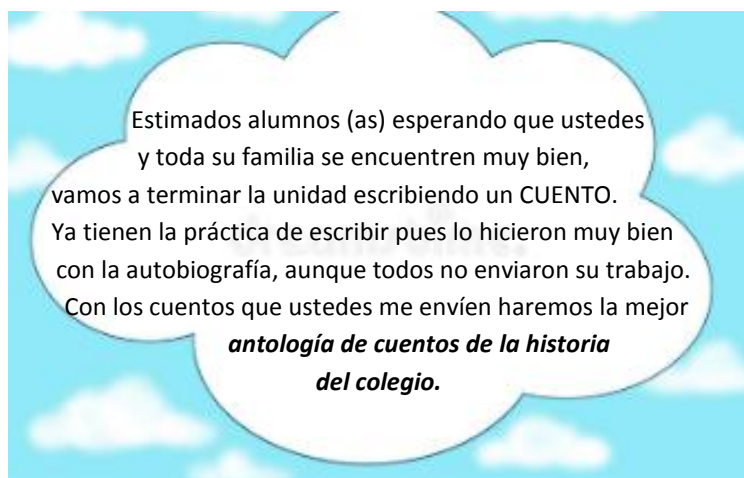 Estimados alumnos (as) esperando que ustedes
y toda su familia se encuentren muy bien,
vamos a terminar la unidad escribiendo un CUENTO.
Ya tienen la práctica de escribir pues lo hicieron muy bien
con la autobiografía, aunque todos no enviaron su trabajo.
Con los cuentos que ustedes me envíen haremos la mejor
antología de cuentos de la historia
del colegio.